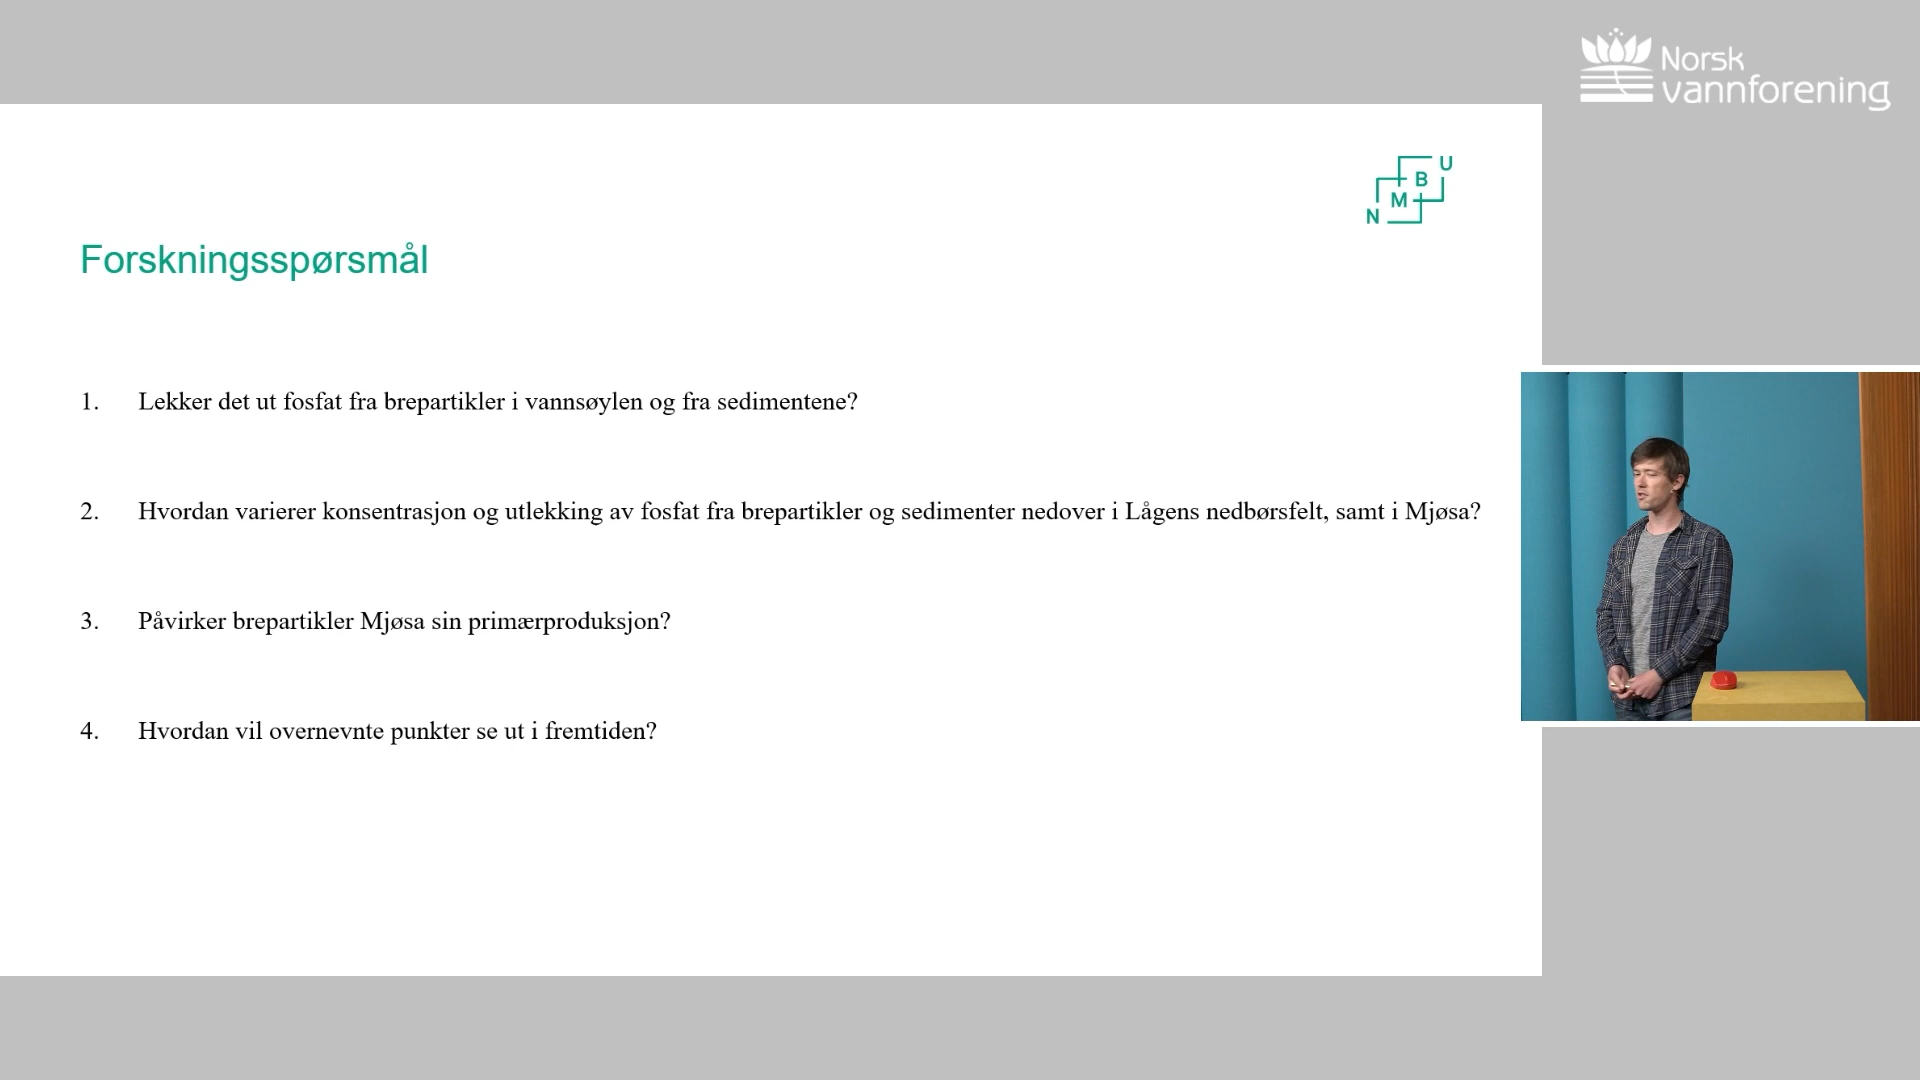 Norsk
vannforening
N M B U
Forskningsspørsmål
1. Lekker det ut fosfat fra brepartikler i vannsøylen og fra sedimentene?
2. Hvordan varierer konsentrasjon og utlekking av fosfat fra brepartikler og sedimenter nedover i Lågens nedbørsfelt, samt i Mjøsa?
3. Påvirker brepartikler Mjøsa sin primærproduksjon?
4. Hvordan vil overnevnte punkter se ut i fremtiden?